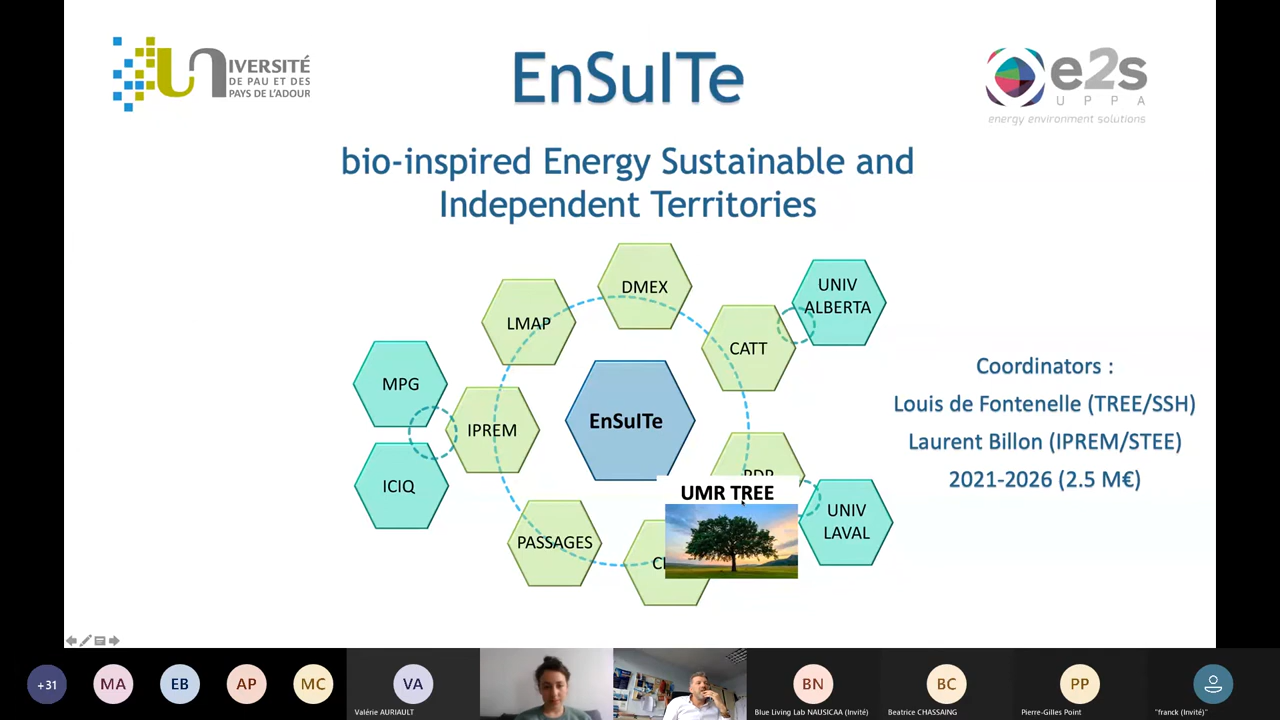 UNIVERSITÉ
DE PAU ET DES
PAYS DE L'ADOUR
EnSuITe
e2s
UPPA
energy environment solutions
bio-inspired Energy Sustainable and
Independent Territories
DMEX
UNIV
ALBERTA
LMAP
CATT
MPG
IPREM
EnSuITe
ICIQ
UMR TREE
UNIV
LAVAL
PASSAGES
Coordinators :
Louis de Fontenelle (TREE/SSH)
Laurent Billon (IPREM/STEE)
2021-2026 (2.5 M€)
+31
MA
EB
AP
MC
VA
Valérie AURIAULT
BN
Blue Living Lab NAUSICAA (Invité)
BC
Beatrice CHASSAING
PP
Pierre-Gilles Point
"franck (Invité)"